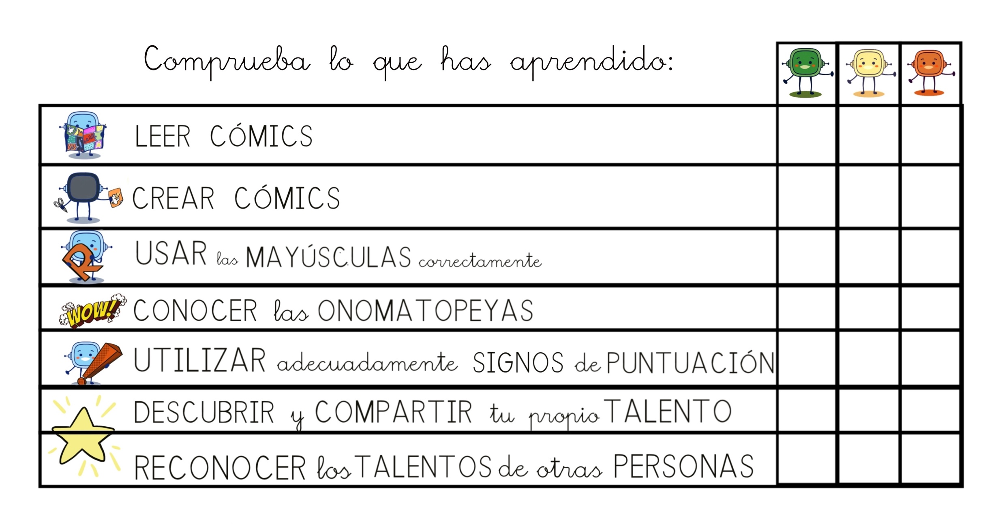 Comprueba lo que has aprendido:
LEER CÓMICS
CREAR CÓMICS
USAR las MAYÚSCULAS correctamente
WOW! CONOCER las ONOMATOPEYAS
UTILIZAR adecuadamente SIGNOS de PUNTUACIÓN
DESCUBRIR y COMPARTIR tu propio TALENTO
RECONOCER los TALENTOS de otras PERSONAS